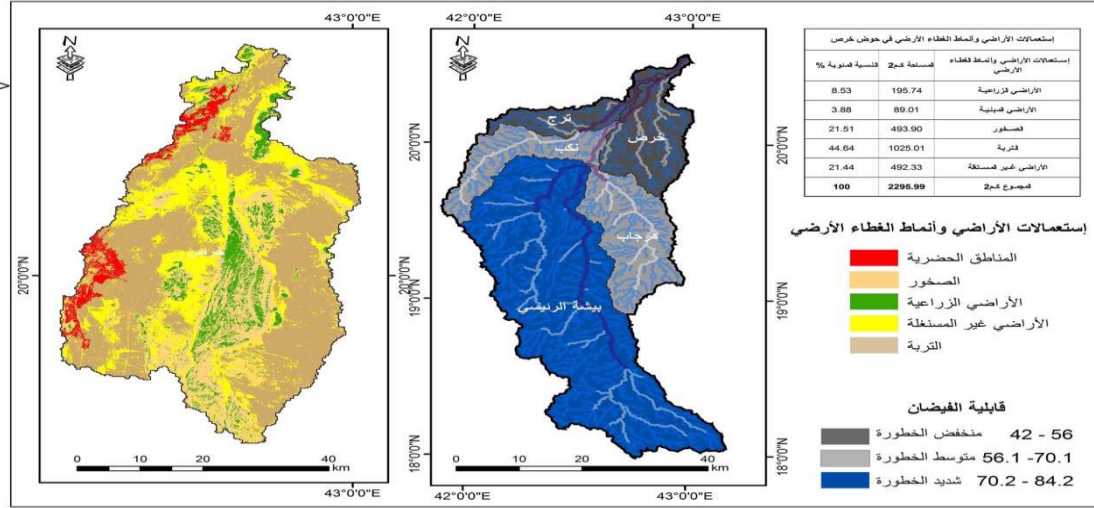 43°0'0"E
N
20°0'0"N
0 10 20 40
km
43°0'0"E
42°0'0"E 43°0'0"E
N
ترج
خرص
نكب
هرجاب
بيشة الرئيسي
20°0'0"N
19°0'0"N
18°0'0"N
20°0'0"N
19°0'0"N
18°0'0"N
0 10 20 40
km
42°0'0"E 43°0'0"E
إستعمالات الأراضي وأنماط الغطاء الأرضي في حوض خرص
إستعمالات الأراضي وأنماط الغطاء الأرضي المساحة كم2 النسبة المئوية %
الأراضي الزراعية 195.74 8.53
الأراضي المبنية 89.01 3.88
الصخور 493.90 21.51
التربة 1025.01 44.64
الأراضي غير المستغلة 492.33 21.44
المجموع كم2 2295.99 100
إستعمالات الأراضي وأنماط الغطاء الأرضي
المناطق الحضرية
الصخور
الأراضي الزراعية
الأراضي غير المستغلة
التربة
قابلية الفيضان
منخفض الخطورة 42 - 56
متوسط الخطورة 56.1 -70.1
شديد الخطورة 70.2 - 84.2